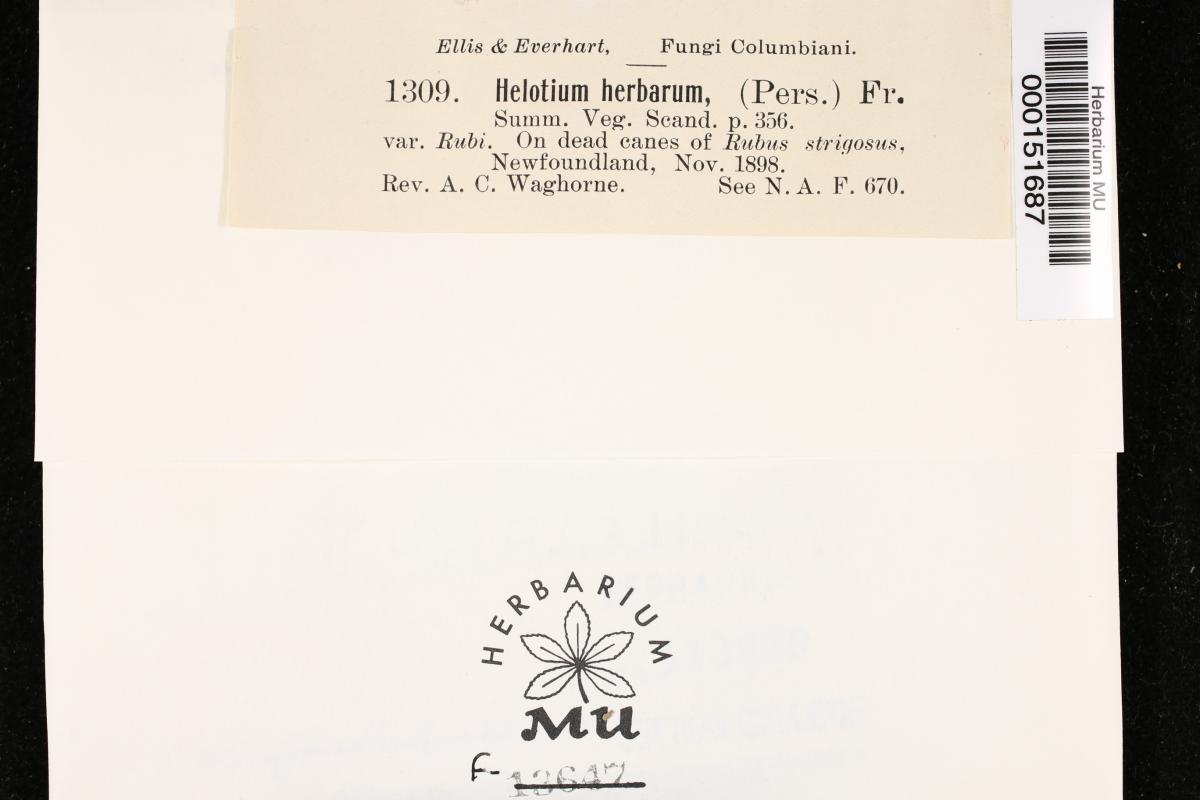 Ellis & Everhart, Fungi Columbiani.
1309. Helotium herbarum, (Pers.) Fr.
Summ. Veg. Scand. p. 356.
var. Rubi. On dead canes of Rubus strigosus,
Newfoundland, Nov. 1898.
Rev. A. C. Waghorne. See N. A. F. 670.
Herbarium MU
000151687
HERBARIUM
MU
F-13647